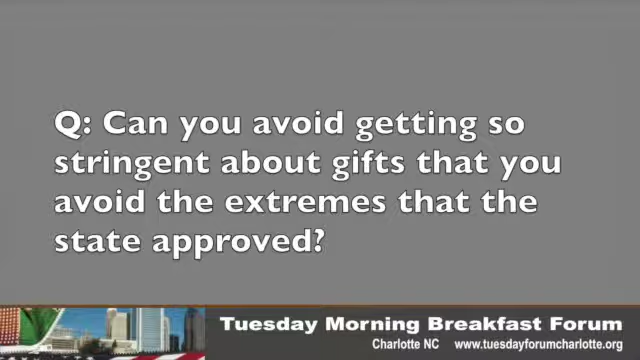 Q: Can you avoid getting so
stringent about gifts that you
avoid the extremes that the
state approved?
Tuesday Morning Breakfast Forum
Charlotte NC www.tuesdayforumcharlotte.org